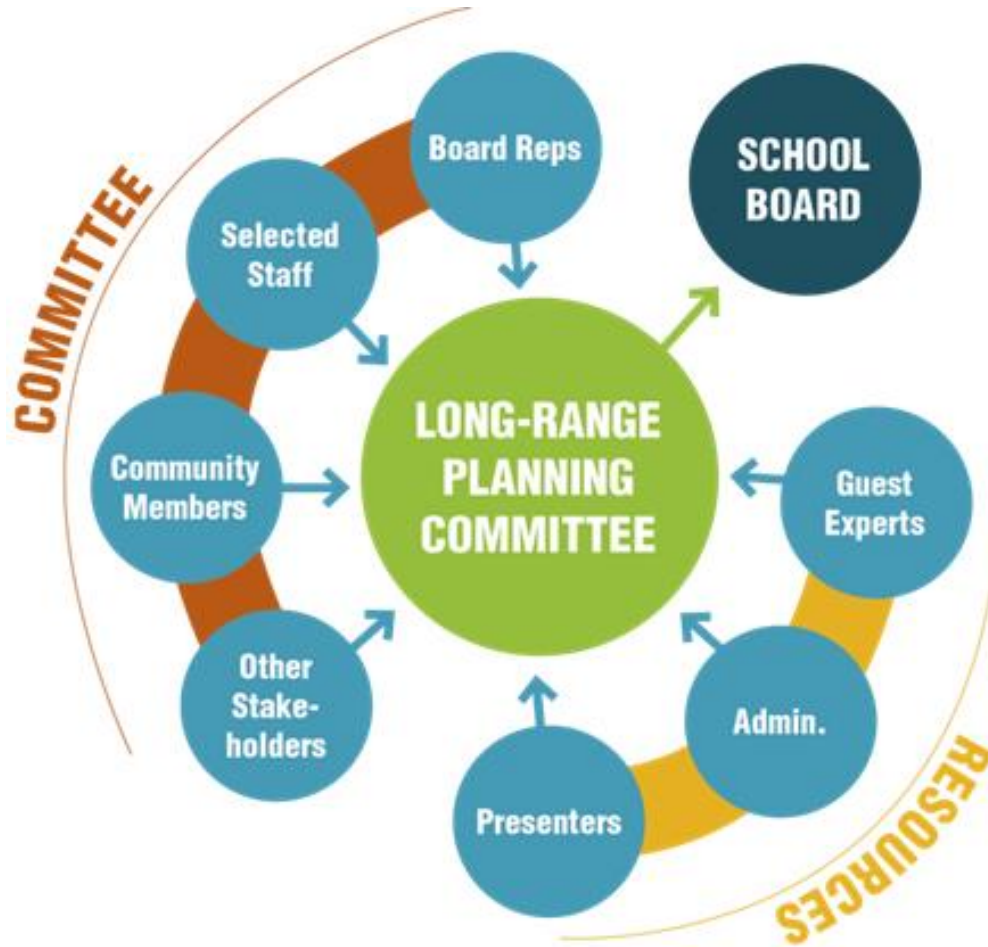 COMMITTEE
Board Reps
SCHOOL
BOARD
Selected
Staff
LONG-RANGE
PLANNING
COMMITTEE
Community
Members
Guest
Experts
Other
Stake-
holders
Admin.
Presenters
RESOURCES